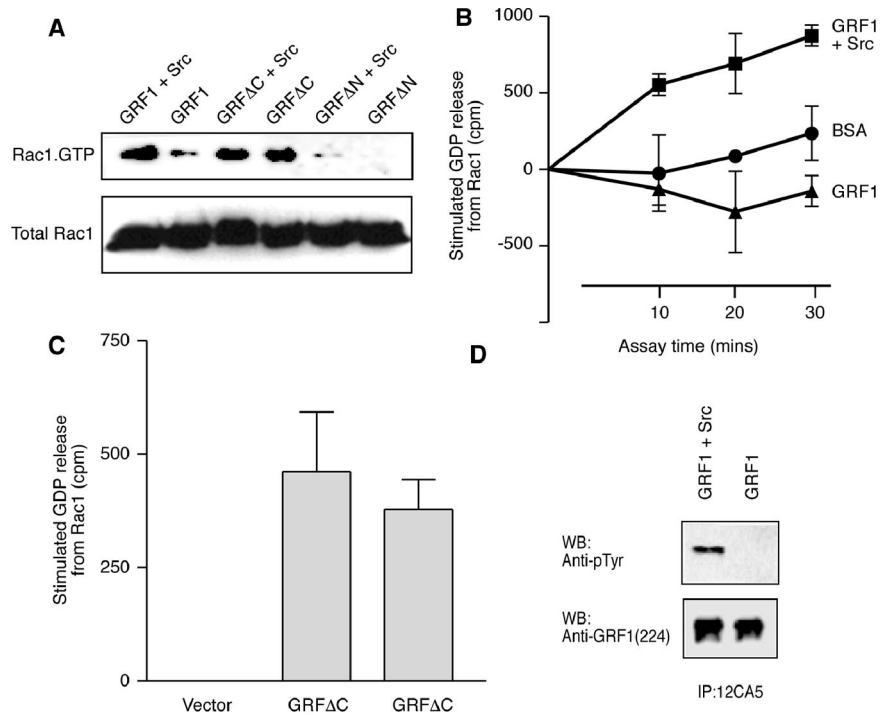 A
GRF1 + Src
GRF1
GRFΔC + Src
GRFΔC
GRFΔN + Src
GRFΔN
Rac1.GTP
Total Rac1
B
Stimulated GDP release
from Rac1 (cpm)
1000
500
0
-500
GRF1
+ Src
BSA
GRF1
10
20
30
Assay time (mins)
C
Stimulated GDP release
from Rac1 (cpm)
750
500
250
0
Vector
GRFΔC
GRFΔC
D
GRF1 + Src
GRF1
WB:
Anti-pTyr
WB:
Anti-GRF1(224)
IP:12CA5